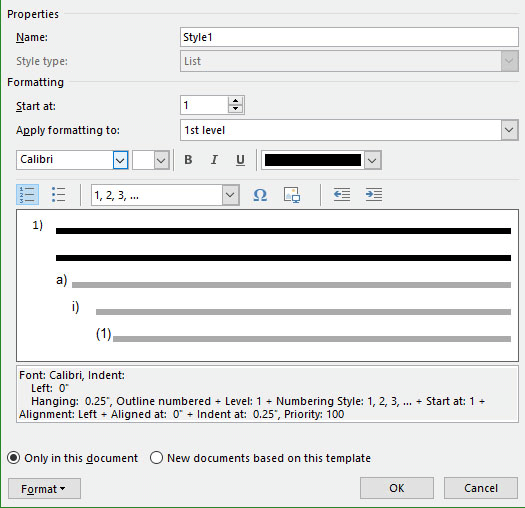 Properties
Name: Style1
Style type: List
Formatting
Start at: 1
Apply formatting to: 1st level
Calibri B I U
1, 2, 3, ... Ω
1)
a)
i)
(1)
Font: Calibri, Indent:
Left: 0"
Hanging: 0.25", Outline numbered + Level: 1 + Numbering Style: 1, 2, 3, ... + Start at: 1 +
Alignment: Left + Aligned at: 0" + Indent at: 0.25", Priority: 100
Only in this document New documents based on this template
Format OK Cancel